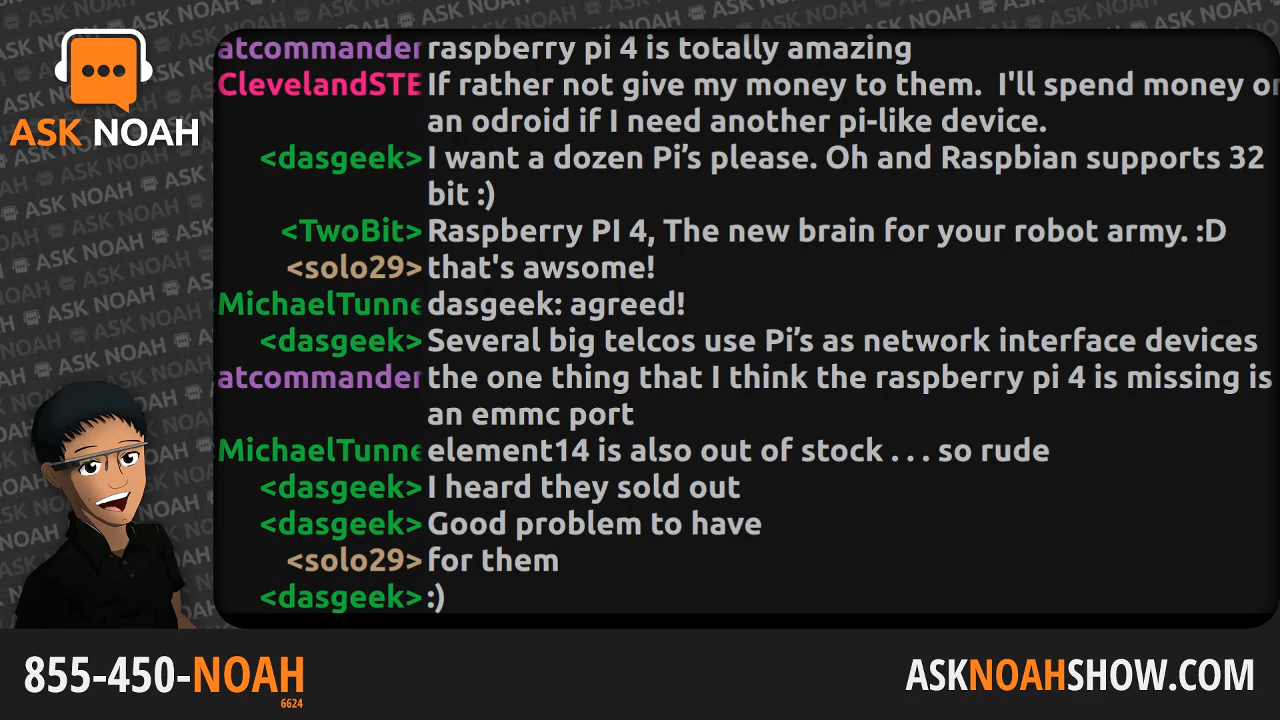 ASK NOAH
atcommander raspberry pi 4 is totally amazing
ClevelandSTE If rather not give my money to them. I'll spend money on
an odroid if I need another pi-like device.
<dasgeek> I want a dozen Pi’s please. Oh and Raspbian supports 32
bit :)
<TwoBit> Raspberry PI 4, The new brain for your robot army. :D
<solo29> that's awsome!
MichaelTunne dasgeek: agreed!
<dasgeek> Several big telcos use Pi’s as network interface devices
atcommander the one thing that I think the raspberry pi 4 is missing is
an emmc port
MichaelTunne element14 is also out of stock . . . so rude
<dasgeek> I heard they sold out
<dasgeek> Good problem to have
<solo29> for them
<dasgeek> :)
855-450-NOAH
6624
ASKNOAHSHOW.COM